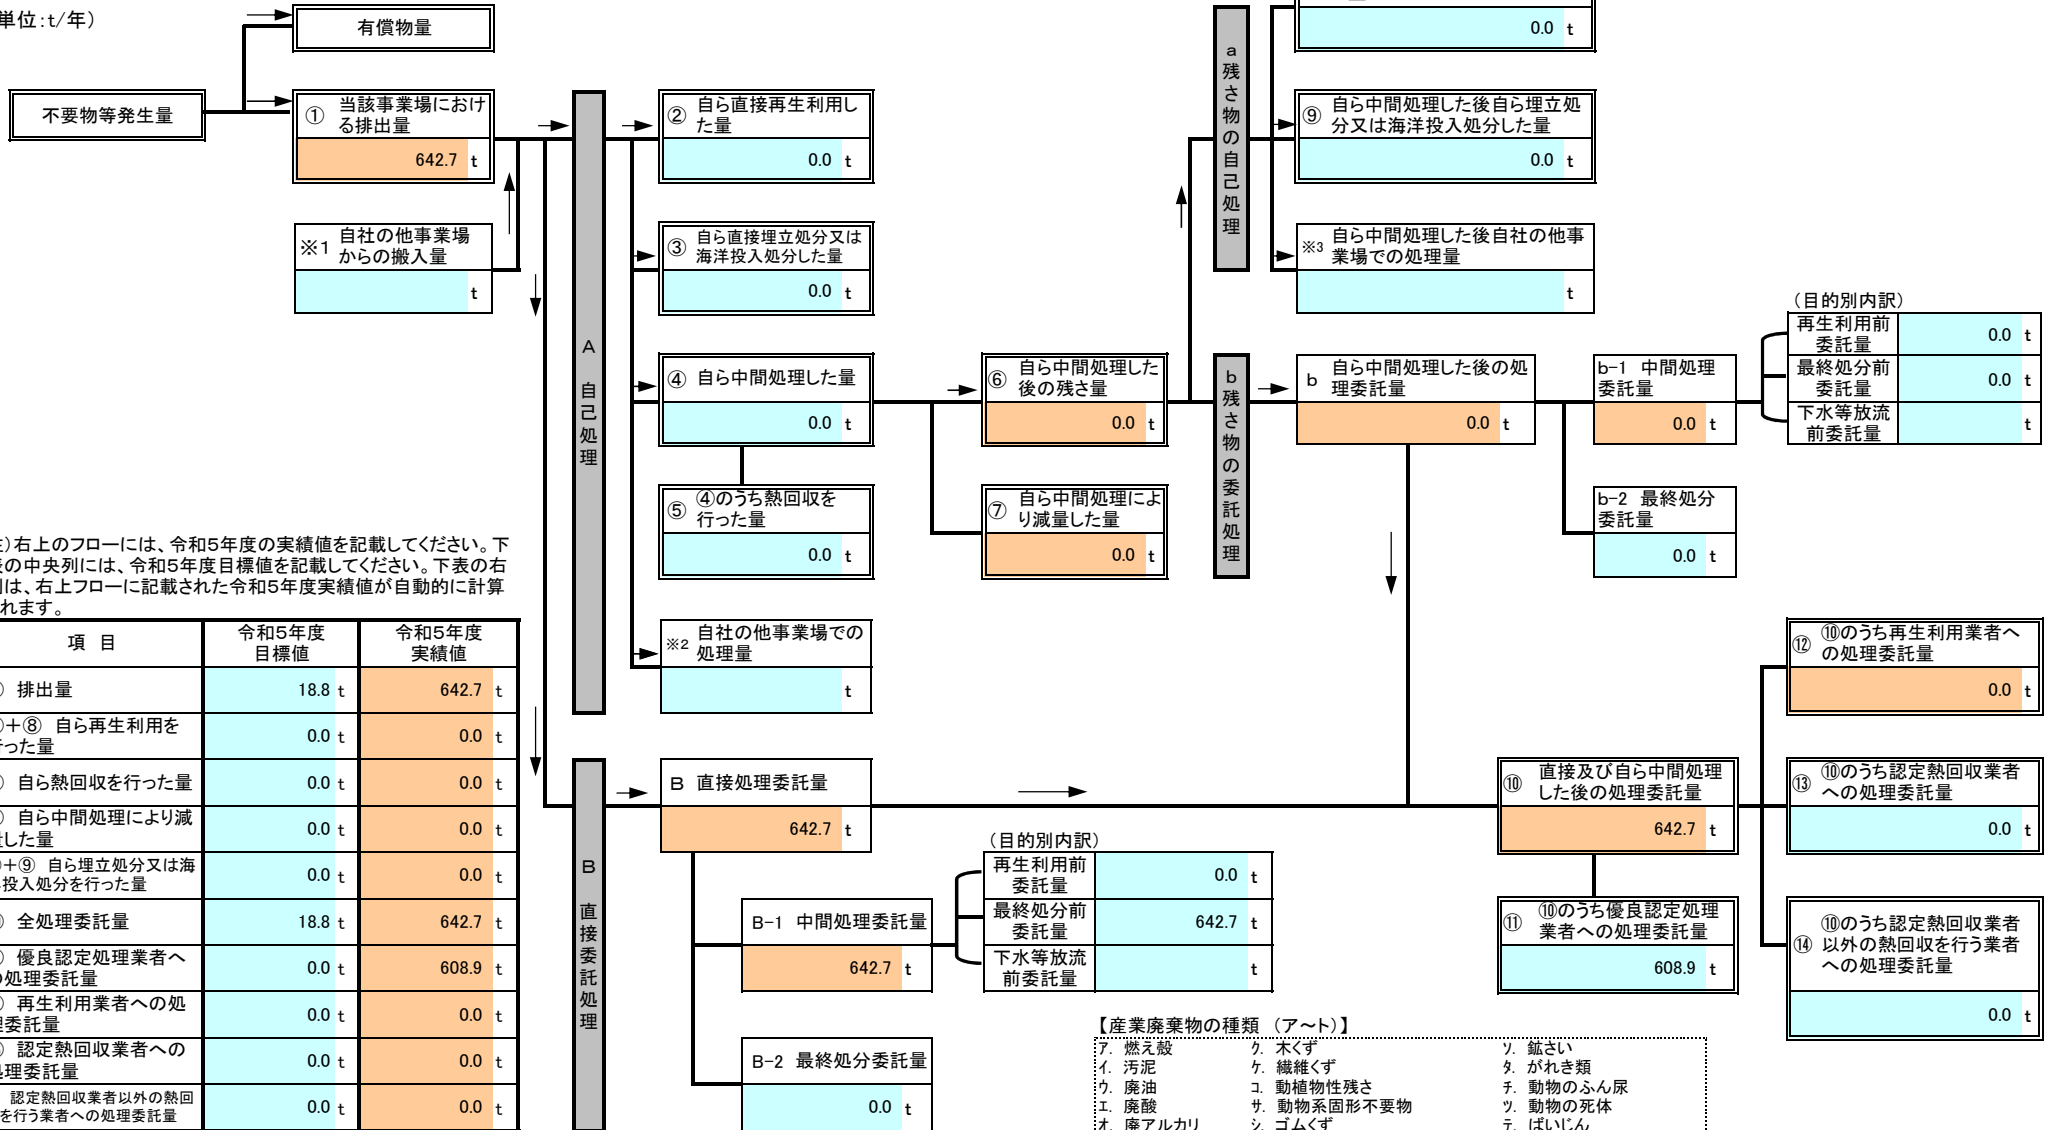 単位:t/年)
有償物量
不要物等発生量
① 当該事業場におけ
る排出量
642.7 t
※1 自社の他事業場
からの搬入量
t
A 自己処理
② 自ら直接再生利用し
た量
0.0 t
③ 自ら直接埋立処分又は
海洋投入処分した量
0.0 t
④ 自ら中間処理した量
0.0 t
⑤ ④のうち熱回収を
行った量
0.0 t
※2 自社の他事業場での
処理量
t
⑥ 自ら中間処理した
後の残さ量
0.0 t
⑦ 自ら中間処理によ
り減量した量
0.0 t
a 残さ物の自己処理
0.0 t
⑨ 自ら中間処理した後自ら埋立処
分又は海洋投入処分した量
0.0 t
※3 自ら中間処理した後自社の他事
業場での処理量
t
b 残さ物の委託処理
b 自ら中間処理した後の処
理委託量
0.0 t
b-1 中間処理
委託量
0.0 t
b-2 最終処分
委託量
0.0 t
(目的別内訳)
再生利用前
委託量
0.0 t
最終処分前
委託量
0.0 t
下水等放流
前委託量
t
)右上のフローには、令和5年度の実績値を記載してください。下
の中央列には、令和5年度目標値を記載してください。下表の右
は、右上フローに記載された令和5年度実績値が自動的に計算
れます。
項 目
令和5年度
目標値
令和5年度
実績値
) 排出量 18.8 t 642.7 t
)+⑧ 自ら再生利用を
った量
0.0 t 0.0 t
) 自ら熱回収を行った量 0.0 t 0.0 t
) 自ら中間処理により減
した量
0.0 t 0.0 t
+⑨ 自ら埋立処分又は海
投入処分を行った量
0.0 t 0.0 t
) 全処理委託量 18.8 t 642.7 t
) 優良認定処理業者へ
処理委託量
0.0 t 608.9 t
) 再生利用業者への処
委託量
0.0 t 0.0 t
) 認定熱回収業者への
理委託量
0.0 t 0.0 t
認定熱回収業者以外の熱回
を行う業者への処理委託量
0.0 t 0.0 t
B 直接委託処理
B 直接処理委託量
642.7 t
B-1 中間処理委託量
642.7 t
B-2 最終処分委託量
0.0 t
(目的別内訳)
再生利用前
委託量
0.0 t
最終処分前
委託量
642.7 t
下水等放流
前委託量
t
⑩ 直接及び自ら中間処理
した後の処理委託量
642.7 t
⑪ ⑩のうち優良認定処理
業者への処理委託量
608.9 t
⑫ ⑩のうち再生利用業者へ
の処理委託量
0.0 t
⑬ ⑩のうち認定熱回収業者
への処理委託量
0.0 t
⑭ ⑩のうち認定熱回収業者
以外の熱回収を行う業者
への処理委託量
0.0 t
【産業廃棄物の種類 (ア～ト)】
ア. 燃え殻 ク. 木くず ソ. 鉱さい
イ. 汚泥 ケ. 繊維くず タ. がれき類
ウ. 廃油 コ. 動植物性残さ チ. 動物のふん尿
エ. 廃酸 サ. 動物系固形不要物 ツ. 動物の死体
オ. 廃アルカリ シ. ゴムくず テ. ばいじん